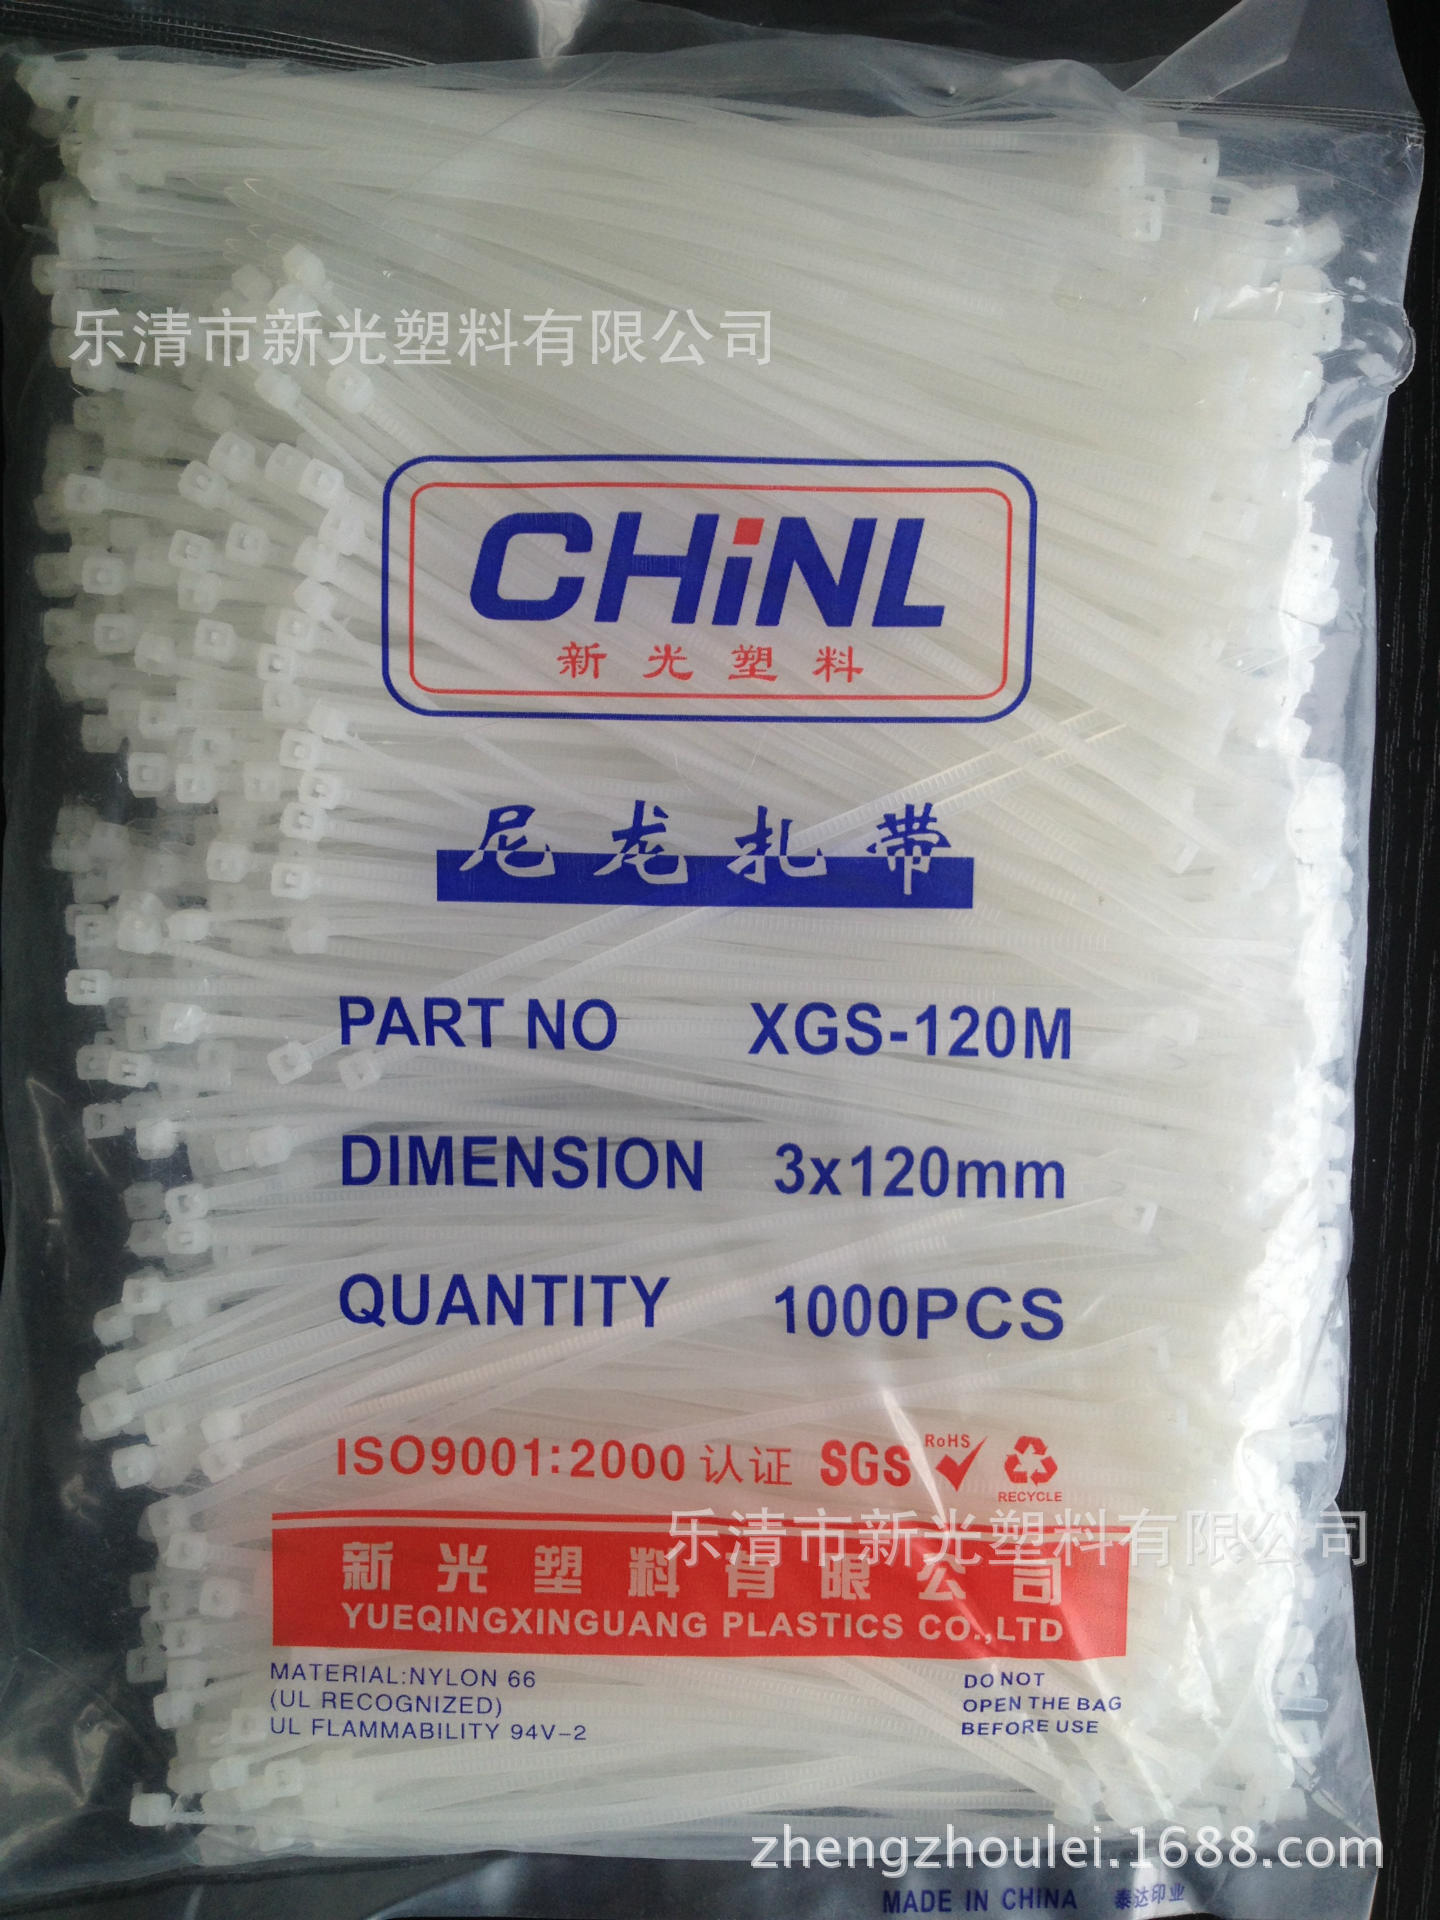 乐清市新光塑料有限公司
CHiNL
新光塑料
尼龙扎带
PART NO XGS-120M
DIMENSION 3x120mm
QUANTITY 1000PCS
ISO9001:2000 认证 SGS RoHS
RECYCLE
乐清市新光塑料有限公司
新光塑料有限公司
YUEQINGXINGUANG PLASTICS CO.,LTD
MATERIAL:NYLON 66
(UL RECOGNIZED)
UL FLAMMABILITY 94V-2
DO NOT
OPEN THE BAG
BEFORE USE
zhengzhoulei.1688.com
MADE IN CHINA 泰达印业